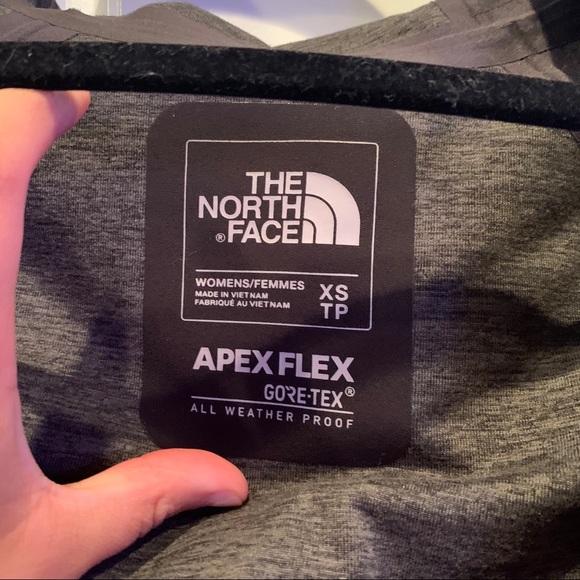 THE
NORTH
®FACE
WOMENS/FEMMES
MADE IN VIETNAM
FABRIQUÉ AU VIETNAM
XS
TP
APEX FLEX
GORE-TEX®
ALL WEATHER PROOF